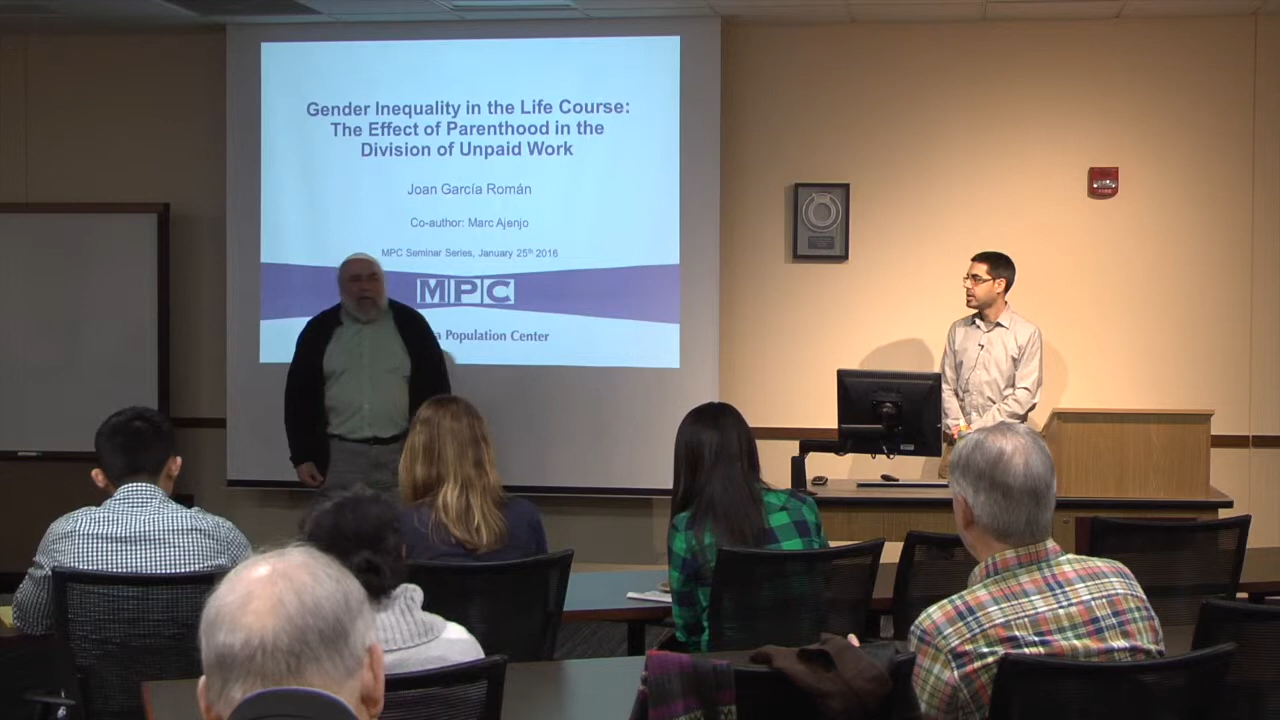 Gender Inequality in the Life Course:
The Effect of Parenthood in the
Division of Unpaid Work
Joan García Román
Co-author: Marc Ajenjo
MPC Seminar Series, January 25th 2016
MPC
Population Center